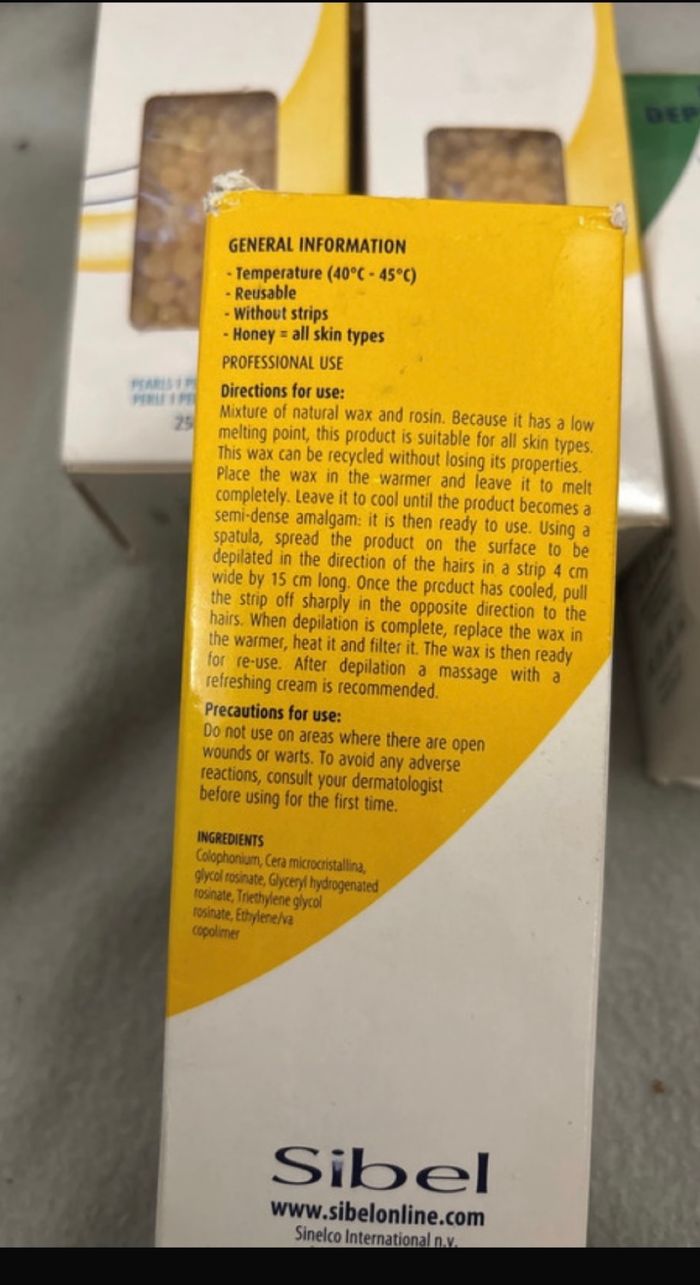 DEP
PEARLS I P
PERLE I PE
25
GENERAL INFORMATION
- Temperature (40°C - 45°C)
- Reusable
- Without strips
- Honey = all skin types
PROFESSIONAL USE
Directions for use:
Mixture of natural wax and rosin. Because it has a low
melting point, this product is suitable for all skin types.
This wax can be recycled without losing its properties.
Place the wax in the warmer and leave it to melt
completely. Leave it to cool until the product becomes a
semi-dense amalgam: it is then ready to use. Using a
spatula, spread the product on the surface to be
depilated in the direction of the hairs in a strip 4 cm
wide by 15 cm long. Once the product has cooled, pull
the strip off sharply in the opposite direction to the
hairs. When depilation is complete, replace the wax in
the warmer, heat it and filter it. The wax is then ready
for re-use. After depilation a massage with a
refreshing cream is recommended.
Precautions for use:
Do not use on areas where there are open
wounds or warts. To avoid any adverse
reactions, consult your dermatologist
before using for the first time.
INGREDIENTS
Colophonium, Cera microcristallina,
glycol rosinate, Glyceryl hydrogenated
rosinate, Triethylene glycol
rosinate, Ethylene/va
copolimer
Sibel
www.sibelonline.com
Sinelco International n.v.